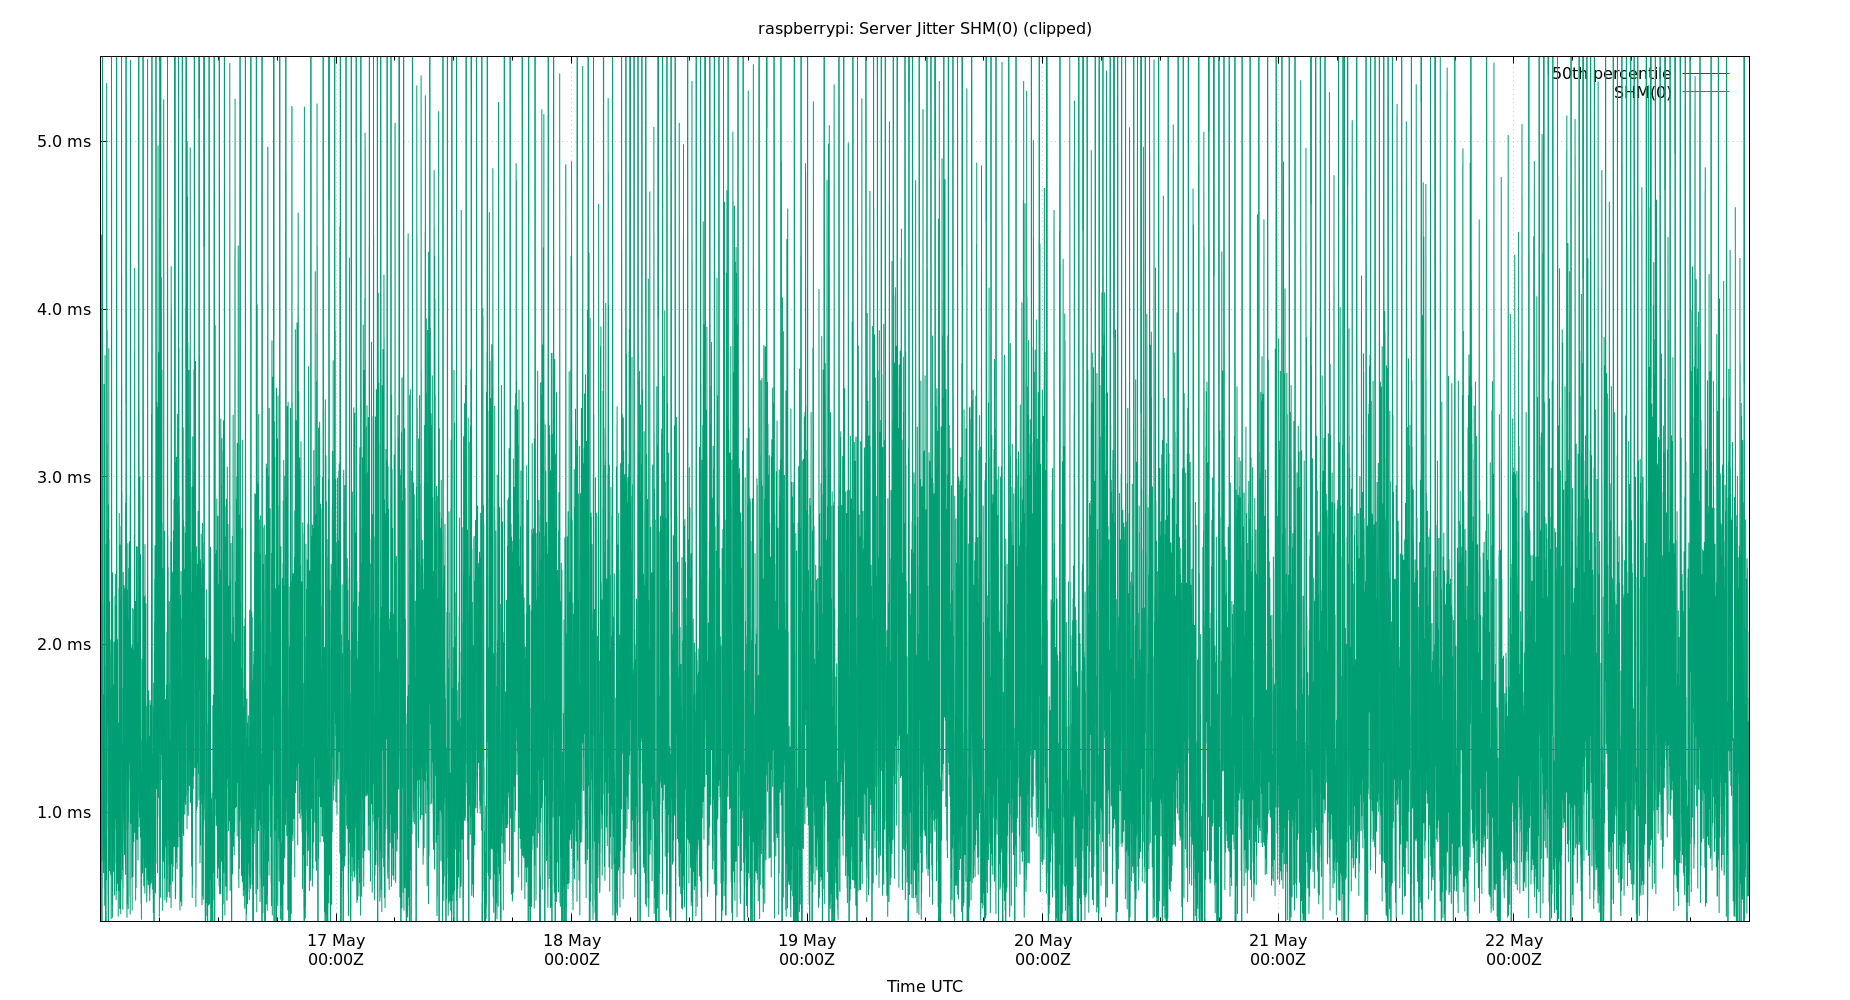 raspberrypi: Server Jitter SHM(0) (clipped)
50th percentile
SHM(0)
5.0 ms
4.0 ms
3.0 ms
2.0 ms
1.0 ms
17 May 18 May 19 May 20 May 21 May 22 May
00:00Z 00:00Z 00:00Z 00:00Z 00:00Z 00:00Z
Time UTC